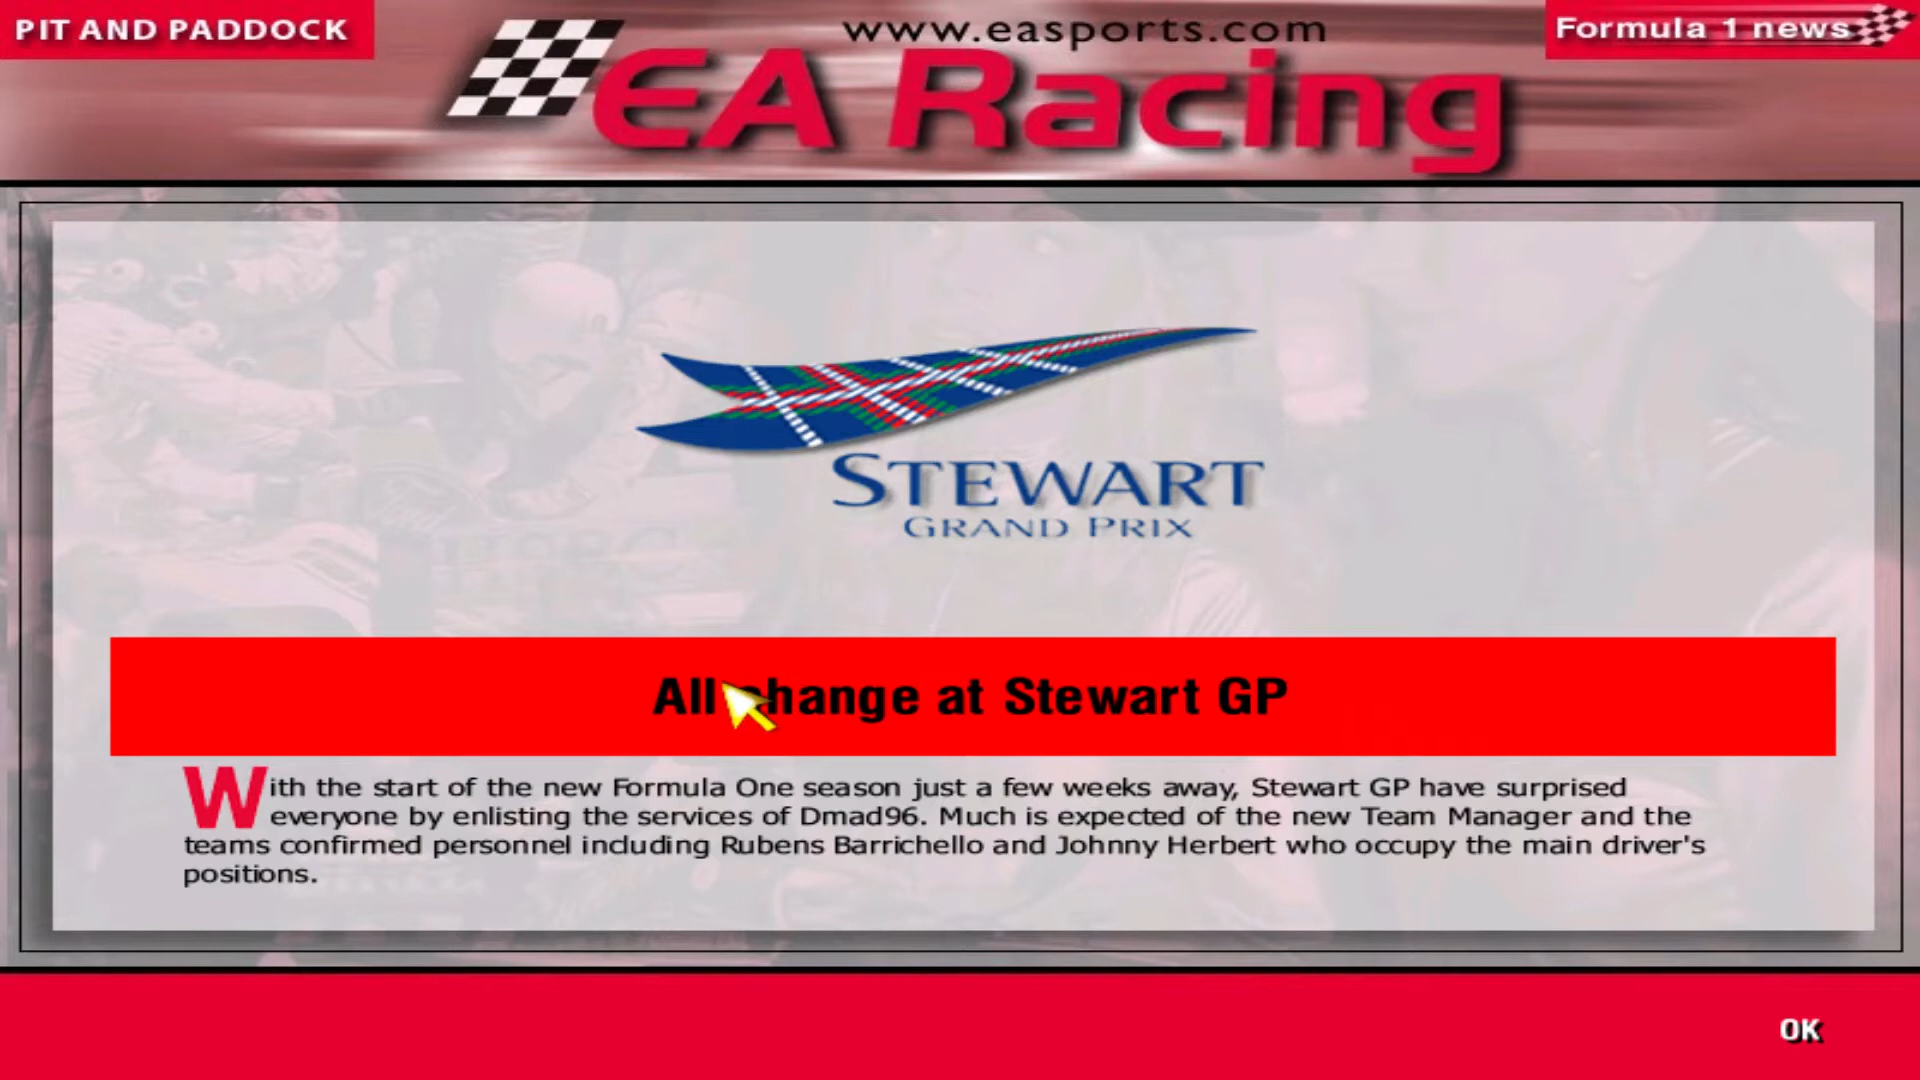 PIT AND PADDOCK
www.easports.com
Formula 1 news
EA Racing
STEWART
GRAND PRIX
All change at Stewart GP
With the start of the new Formula One season just a few weeks away, Stewart GP have surprised
everyone by enlisting the services of Dmad96. Much is expected of the new Team Manager and the
teams confirmed personnel including Rubens Barrichello and Johnny Herbert who occupy the main driver's
positions.
OK